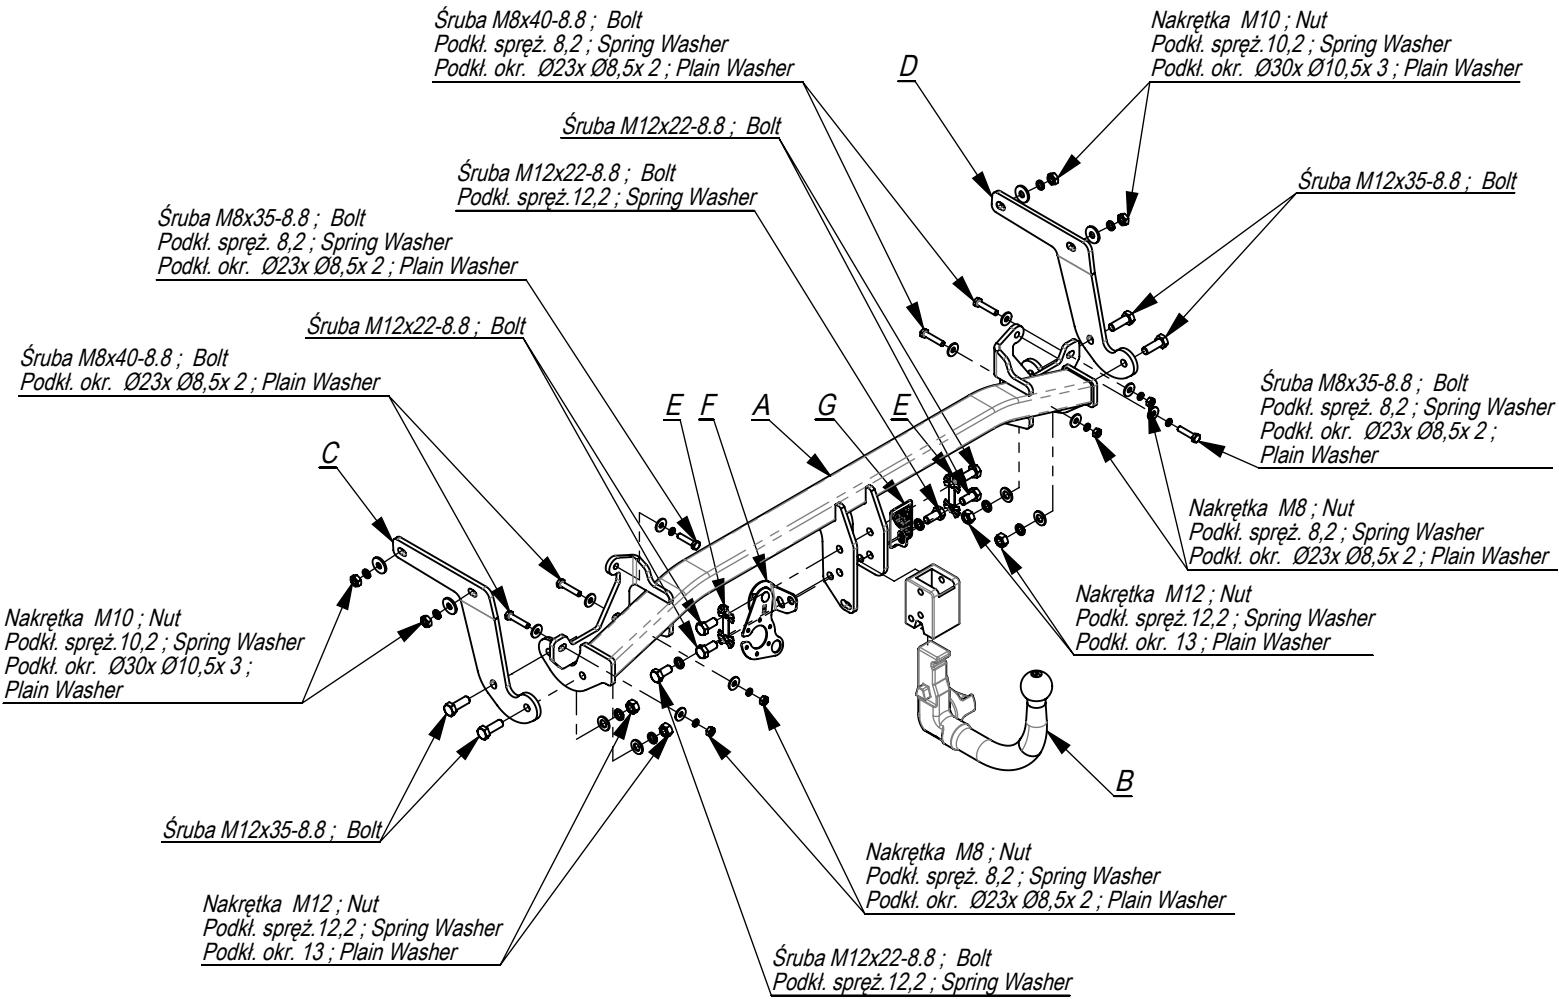 Śruba M8x40-8.8 ; Bolt
Podkł. spręż. 8,2 ; Spring Washer
Podkł. okr. Ø23x Ø8,5x 2 ; Plain Washer
Nakrętka M10 ; Nut
Podkł. spręż.10,2 ; Spring Washer
Podkł. okr. Ø30x Ø10,5x 3 ; Plain Washer
D
Śruba M12x22-8.8 ; Bolt
Śruba M12x22-8.8 ; Bolt
Podkł. spręż.12,2 ; Spring Washer
Śruba M12x35-8.8 ; Bolt
Śruba M8x35-8.8 ; Bolt
Podkł. spręż. 8,2 ; Spring Washer
Podkł. okr. Ø23x Ø8,5x 2 ; Plain Washer
Śruba M12x22-8.8 ; Bolt
Śruba M8x40-8.8 ; Bolt
Podkł. okr. Ø23x Ø8,5x 2 ; Plain Washer
E
F
A
G
E
Śruba M8x35-8.8 ; Bolt
Podkł. spręż. 8,2 ; Spring Washer
Podkł. okr. Ø23x Ø8,5x 2 ;
Plain Washer
C
Nakrętka M8 ; Nut
Podkł. spręż. 8,2 ; Spring Washer
Podkł. okr. Ø23x Ø8,5x 2 ; Plain Washer
Nakrętka M12 ; Nut
Podkł. spręż.12,2 ; Spring Washer
Podkł. okr. 13 ; Plain Washer
Nakrętka M10 ; Nut
Podkł. spręż.10,2 ; Spring Washer
Podkł. okr. Ø30x Ø10,5x 3 ;
Plain Washer
B
Śruba M12x35-8.8 ; Bolt
Nakrętka M8 ; Nut
Podkł. spręż. 8,2 ; Spring Washer
Podkł. okr. Ø23x Ø8,5x 2 ; Plain Washer
Nakrętka M12 ; Nut
Podkł. spręż.12,2 ; Spring Washer
Podkł. okr. 13 ; Plain Washer
Śruba M12x22-8.8 ; Bolt
Podkł. spręż.12,2 ; Spring Washer